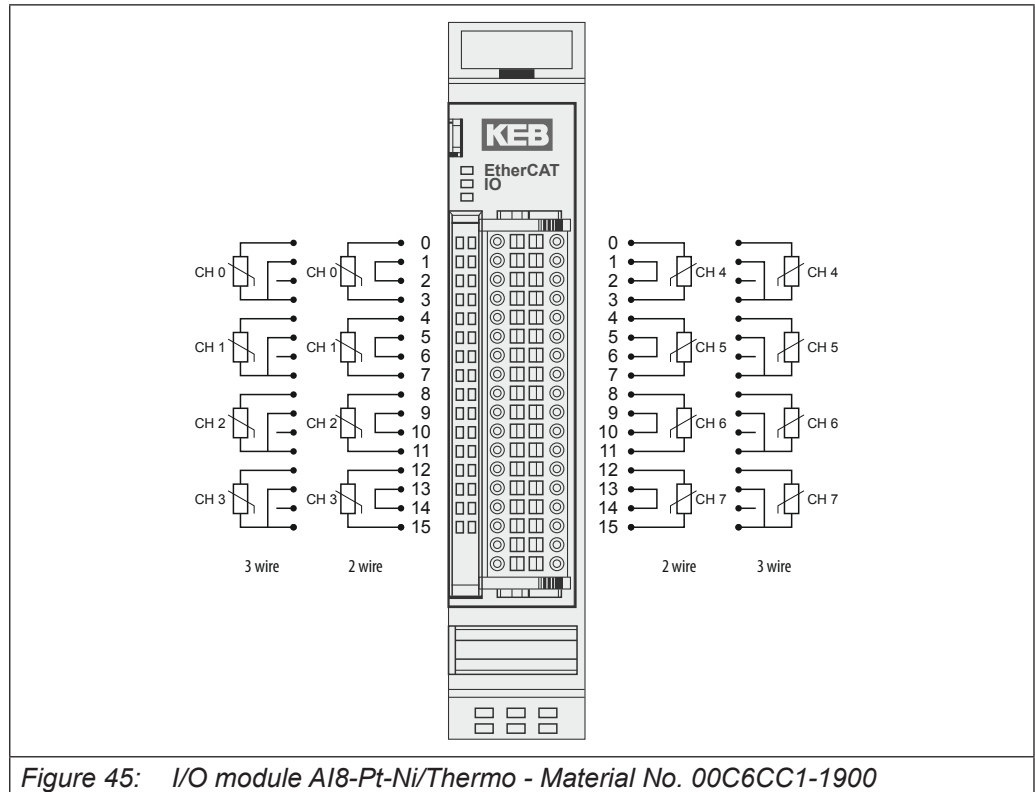 KEB
EtherCAT
IO
0 0
CH 0 CH 0 1 1 CH 4 CH 4
2 2
3 3
4 4
CH 1 CH 1 5 5 CH 5 CH 5
6 6
7 7
8 8
CH 2 CH 2 9 9 CH 6 CH 6
10 10
11 11
12 12
CH 3 CH 3 13 13 CH 7 CH 7
14 14
15 15
3 wire 2 wire 2 wire 3 wire
Figure 45: I/O module AI8-Pt-Ni/Thermo - Material No. 00C6CC1-1900